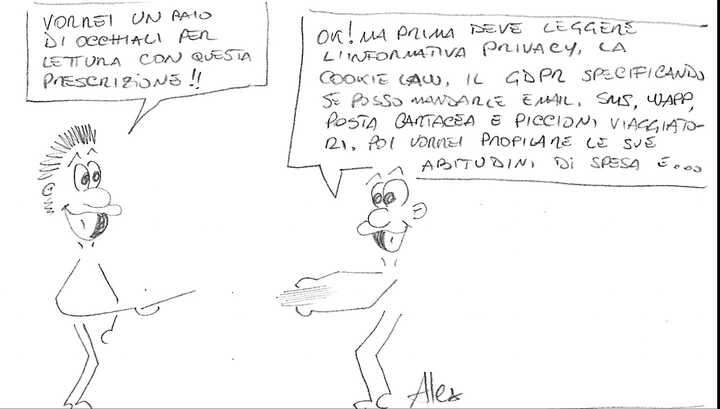 VORREI UN PAIO
DI OCCHIALI PER
LETTURA CON QUESTA
PRESCRIZIONE!!
OK! MA PRIMA DEVE LEGGERE
L'INFORMATIVA PRIVACY, LA
COOKIE LAW, IL GDPR SPECIFICANDO
SE POSSO MANDARLE EMAIL, SMS, WAPP,
POSTA CARTACEA E PICCIONI VIAGGIATO-
RI. POI VORREI PROFILARE LE SUE
ABITUDINI DI SPESA E....
Alex